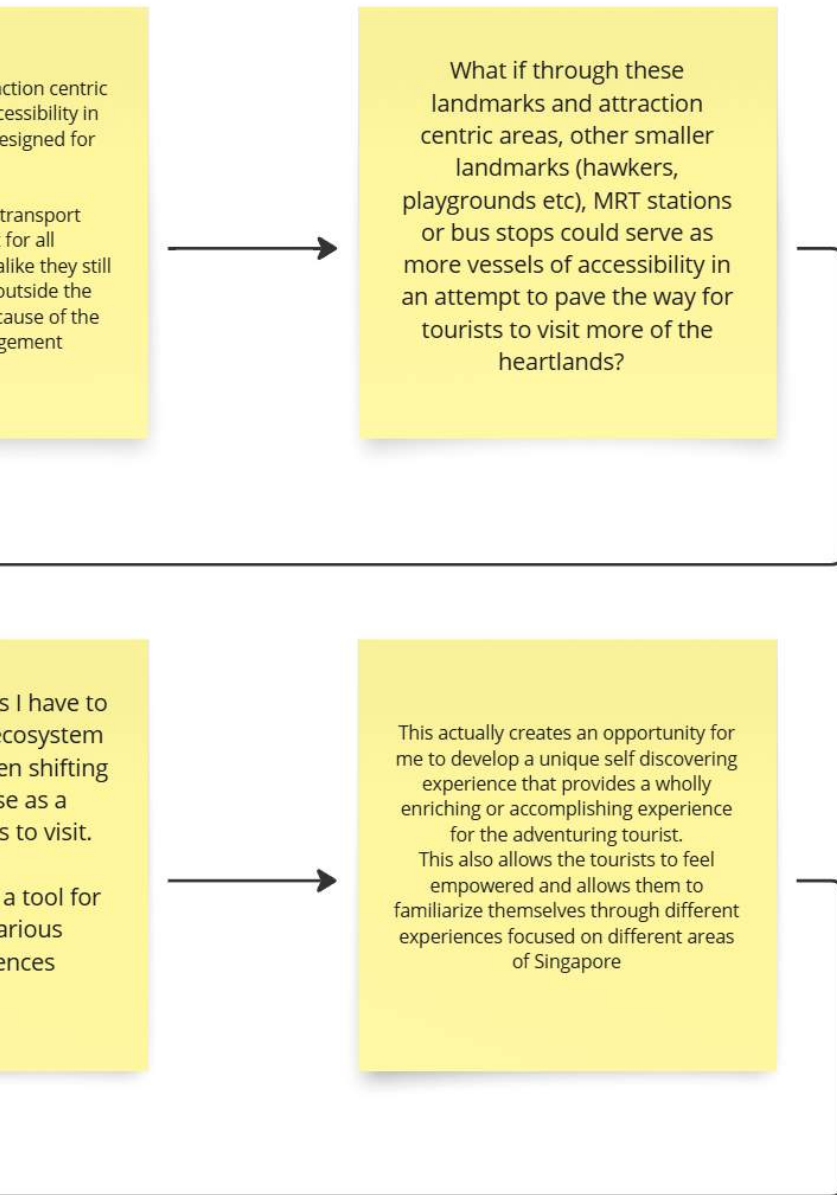 ction centric
cessibility in
esigned for
transport
for all
alike they still
outside the
cause of the
gement
What if through these
landmarks and attraction
centric areas, other smaller
landmarks (hawkers,
playgrounds etc), MRT stations
or bus stops could serve as
more vessels of accessibility in
an attempt to pave the way for
tourists to visit more of the
heartlands?
s I have to
ecosystem
en shifting
se as a
s to visit.
a tool for
arious
ences
This actually creates an opportunity for
me to develop a unique self discovering
experience that provides a wholly
enriching or accomplishing experience
for the adventuring tourist.
This also allows the tourists to feel
empowered and allows them to
familiarize themselves through different
experiences focused on different areas
of Singapore